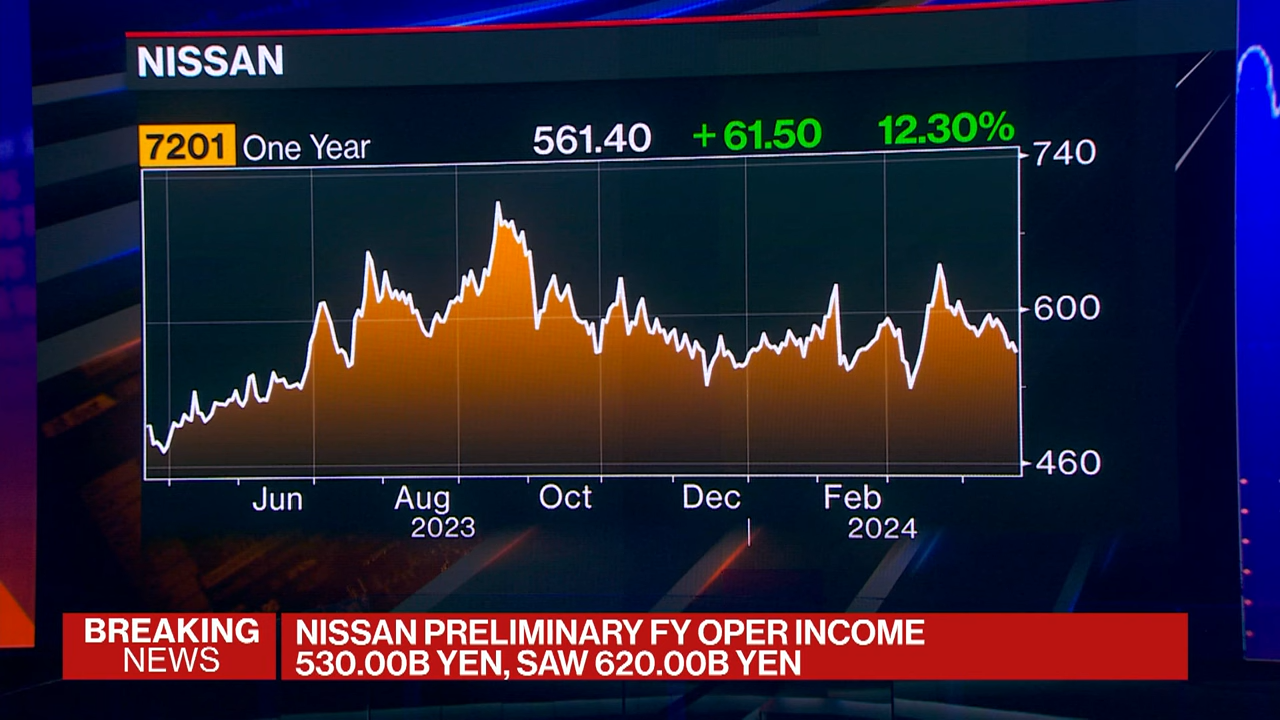 NISSAN
7201 One Year 561.40 +61.50 12.30%
740
600
460
Jun Aug Oct Dec Feb
2023 2024
BREAKING NEWS
NISSAN PRELIMINARY FY OPER INCOME
530.00B YEN, SAW 620.00B YEN